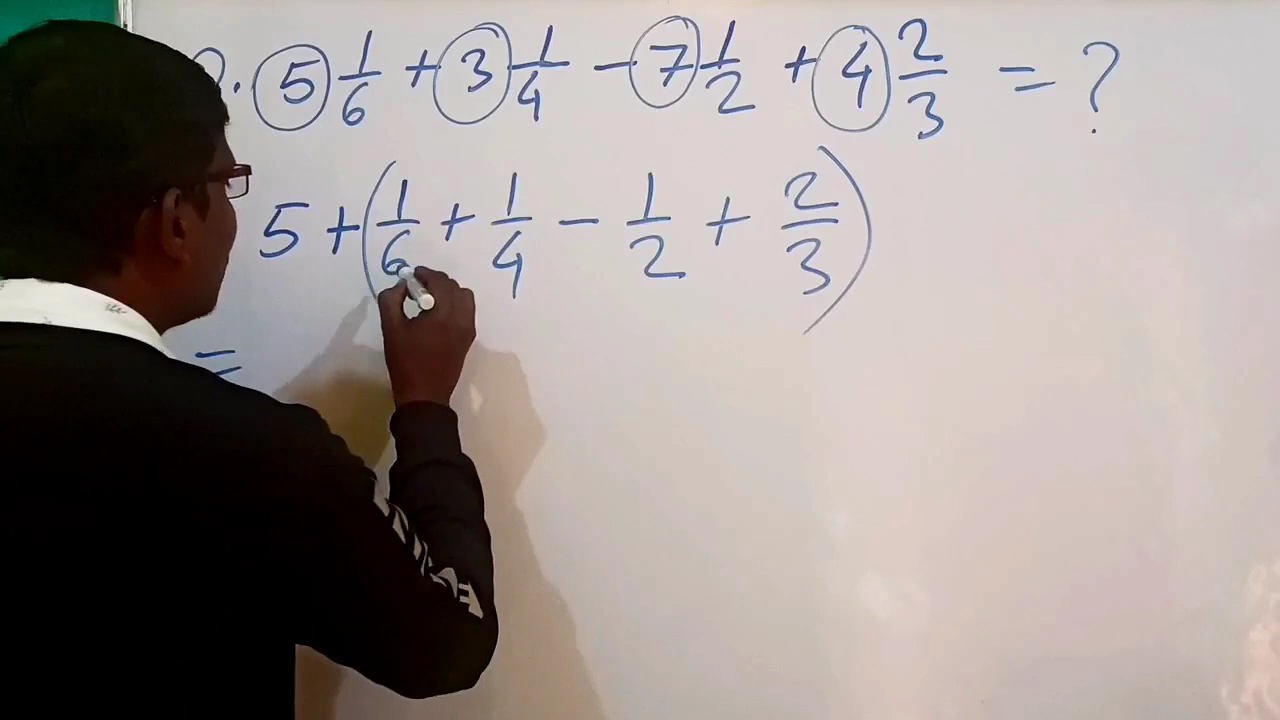 . 5 1/6 + 3 1/4 - 7 1/2 + 4 2/3 = ?
5 + (1/6 + 1/4 - 1/2 + 2/3)
=